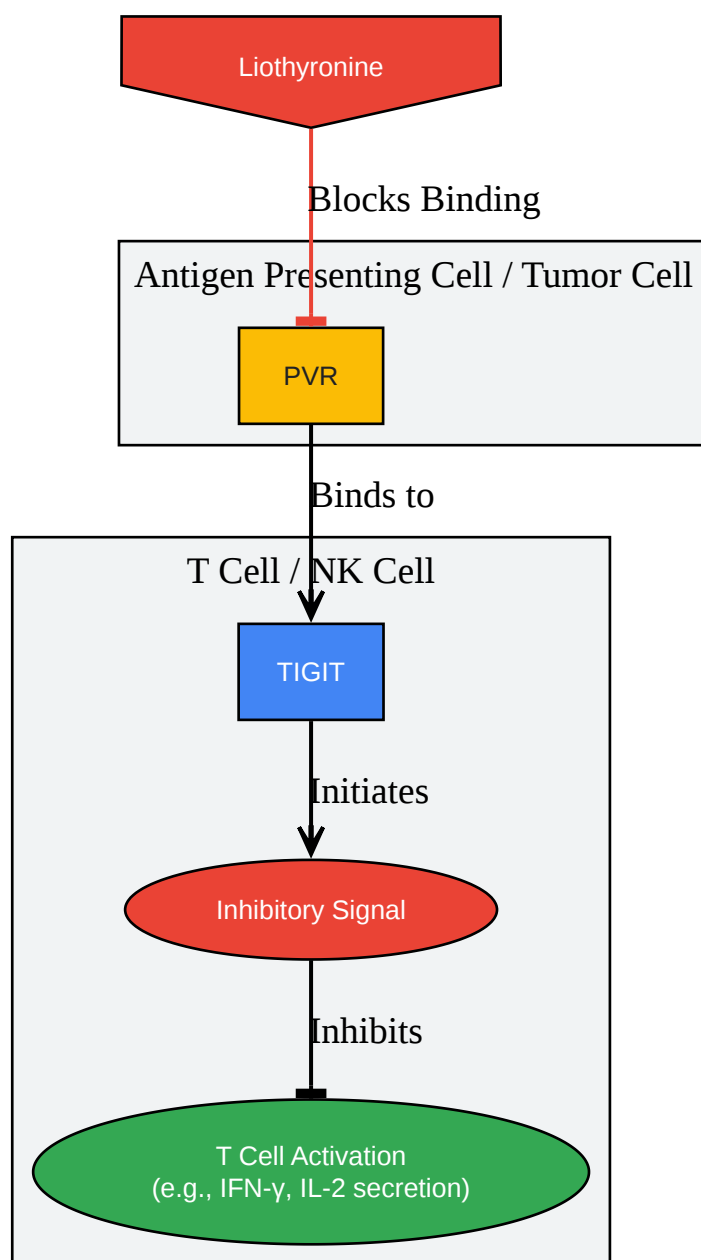 Liothyronine
Blocks Binding
Antigen Presenting Cell / Tumor Cell
PVR
Binds to
T Cell / NK Cell
TIGIT
Initiates
Inhibitory Signal
Inhibits
T Cell Activation
(e.g., IFN-γ, IL-2 secretion)